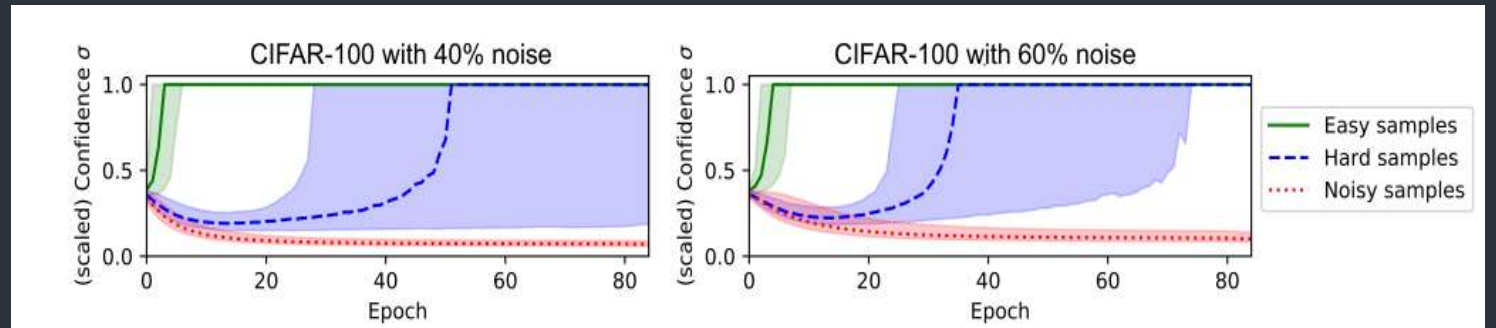 CIFAR-100 with 40% noise
(scaled) Confidence σ
1.0
0.5
0.0
0 20 40 60 80
Epoch
CIFAR-100 with 60% noise
(scaled) Confidence σ
1.0
0.5
0.0
0 20 40 60 80
Epoch
Easy samples
Hard samples
Noisy samples